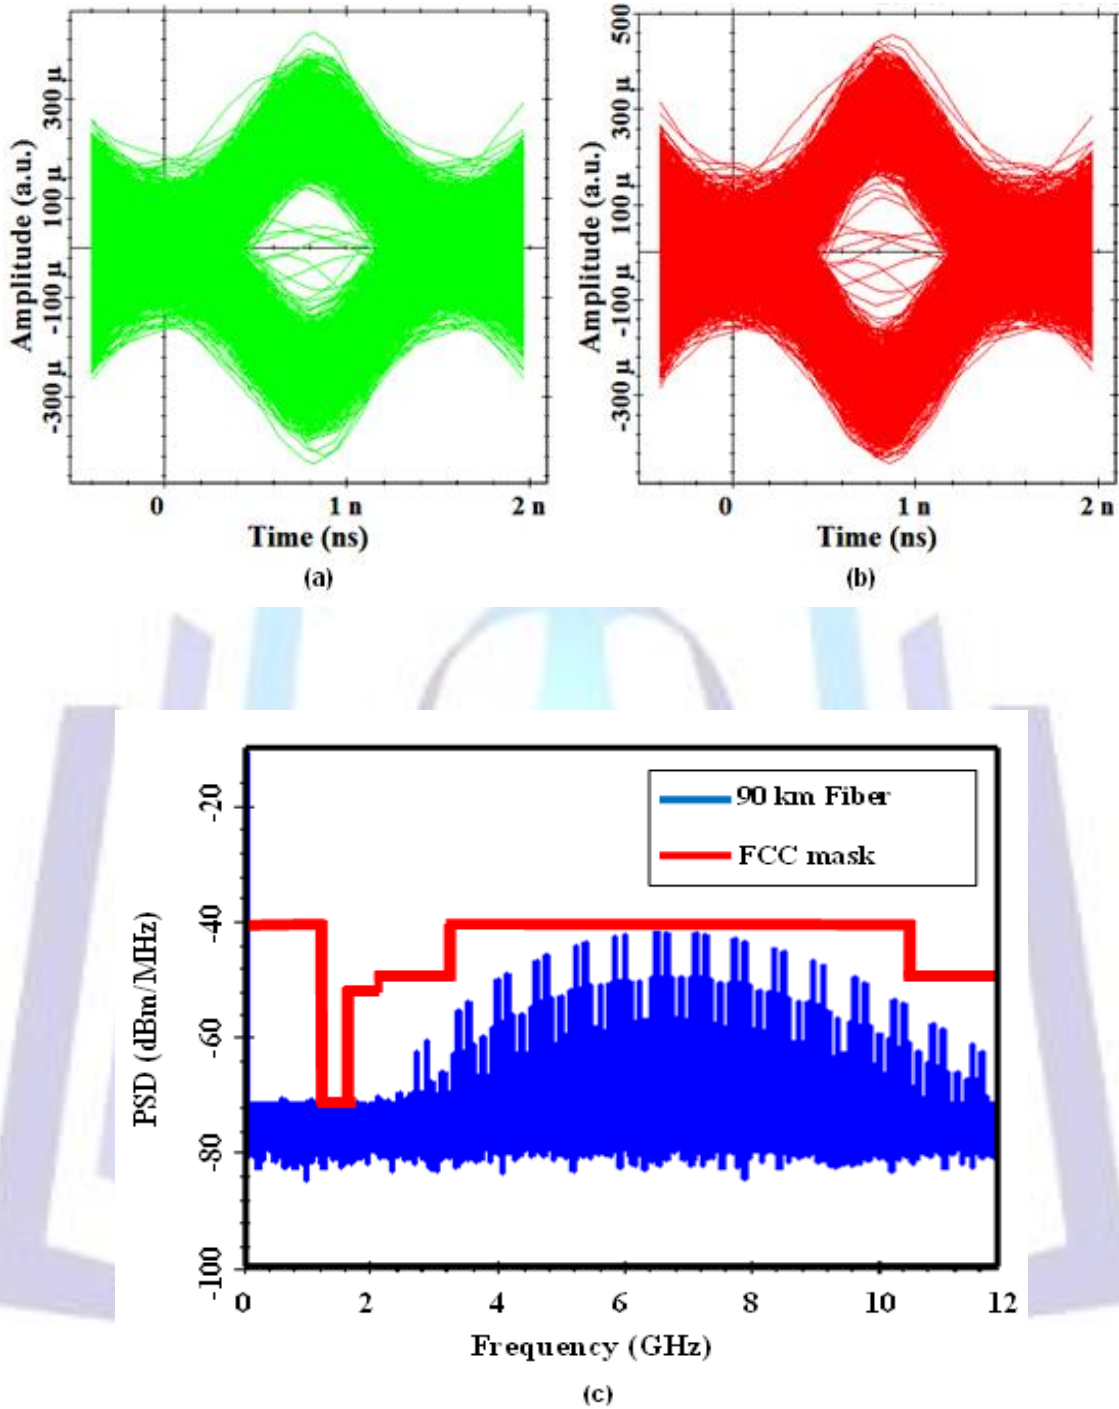 500
300 μ
100 μ
-100 μ
-300 μ
Amplitude (a.u.)
0
1 n
2 n
Time (ns)
(a)
300 μ
100 μ
-100 μ
-300 μ
Amplitude (a.u.)
0
1 n
2 n
Time (ns)
(b)
90 km Fiber
FCC mask
-20
-40
-60
-80
-100
PSD (dBm/MHz)
0
2
4
6
8
10
12
Frequency (GHz)
(c)